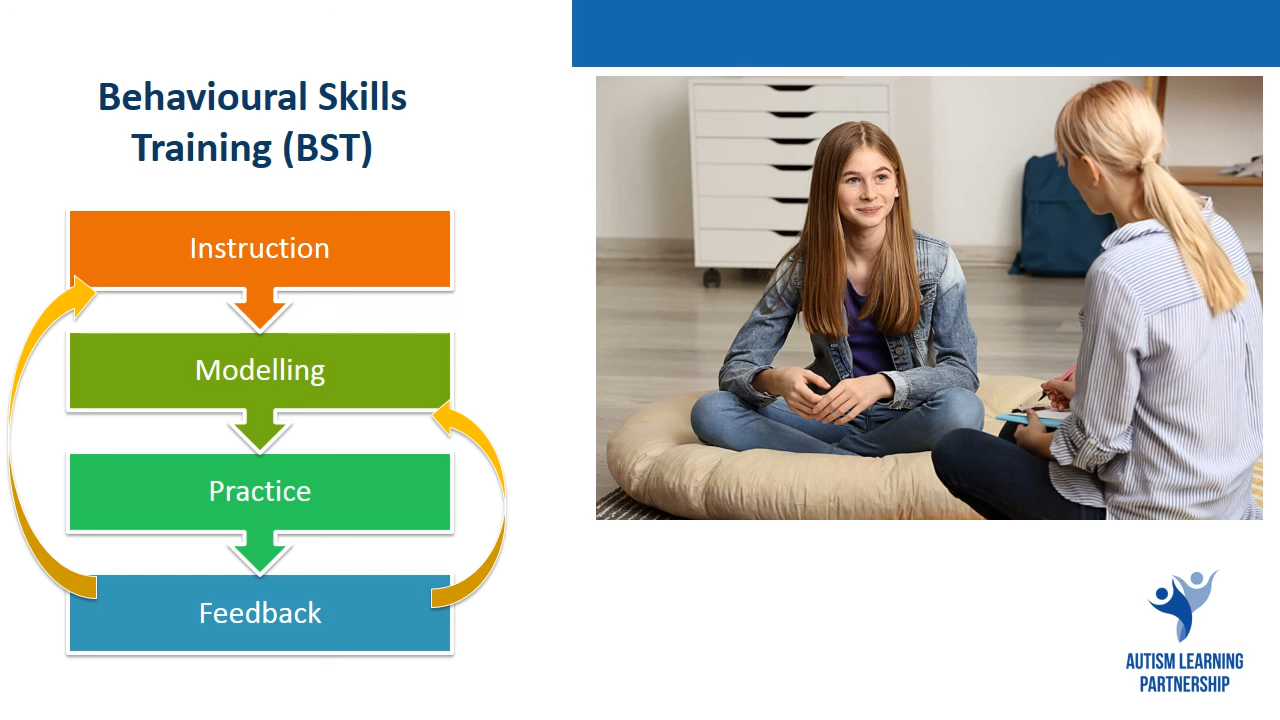 Behavioural Skills
Training (BST)
Instruction
Modelling
Practice
Feedback
AUTISM LEARNING
PARTNERSHIP